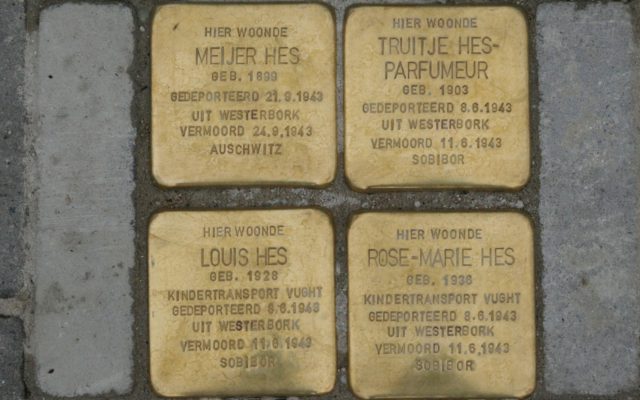 HIER WOONDE
MEIJER HES
GEB. 1899
GEDEPORTEERD 21.9.1943
UIT WESTERBORK
VERMOORD 24.9.1943
AUSCHWITZ
HIER WOONDE
TRUITJE HES-
PARFUMEUR
GEB. 1903
GEDEPORTEERD 8.6.1943
UIT WESTERBORK
VERMOORD 11.6.1943
SOBIBOR
HIER WOONDE
LOUIS HES
GEB. 1928
KINDERTRANSPORT VUGHT
GEDEPORTEERD 8.6.1943
UIT WESTERBORK
VERMOORD 11.6.1943
SOBIBOR
HIER WOONDE
ROSE-MARIE HES
GEB. 1938
KINDERTRANSPORT VUGHT
GEDEPORTEERD 8.6.1943
UIT WESTERBORK
VERMOORD 11.6.1943
SOBIBOR